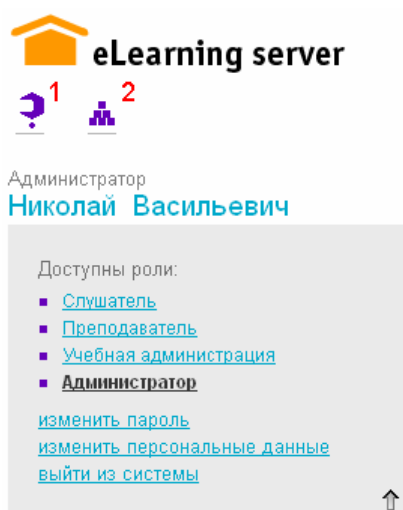 eLearning server
1 2
Администратор
Николай Васильевич
Доступны роли:
Слушатель
Преподаватель
Учебная администрация
Администратор
изменить пароль
изменить персональные данные
выйти из системы